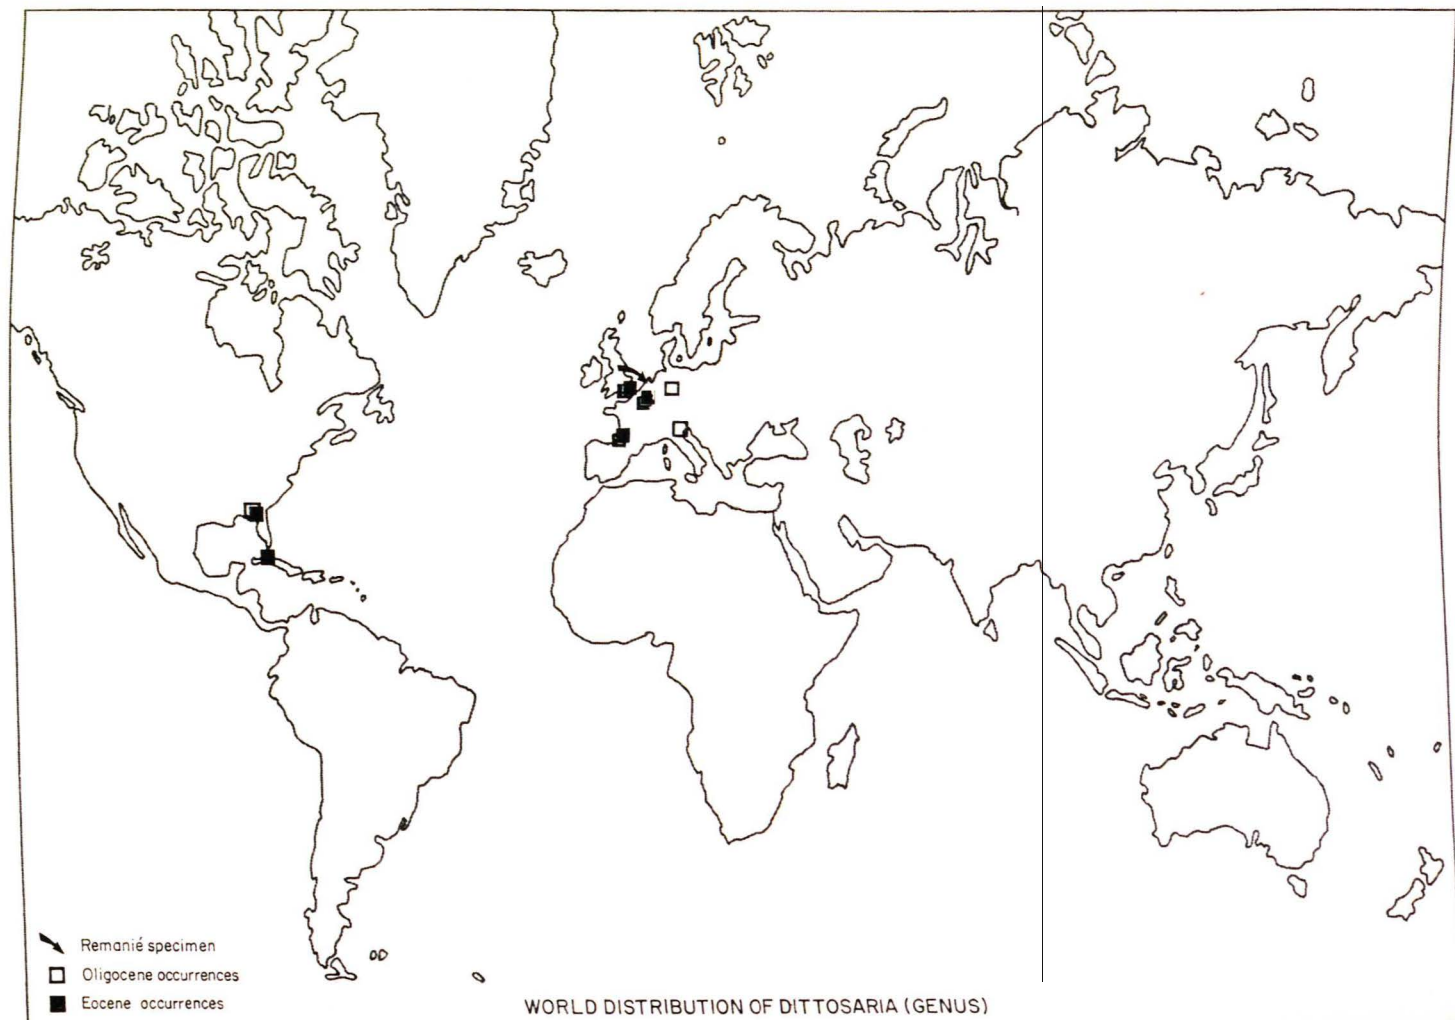 Remanié specimen
Oligocene occurrences
Eocene occurrences
WORLD DISTRIBUTION OF DITTOSARIA (GENUS)